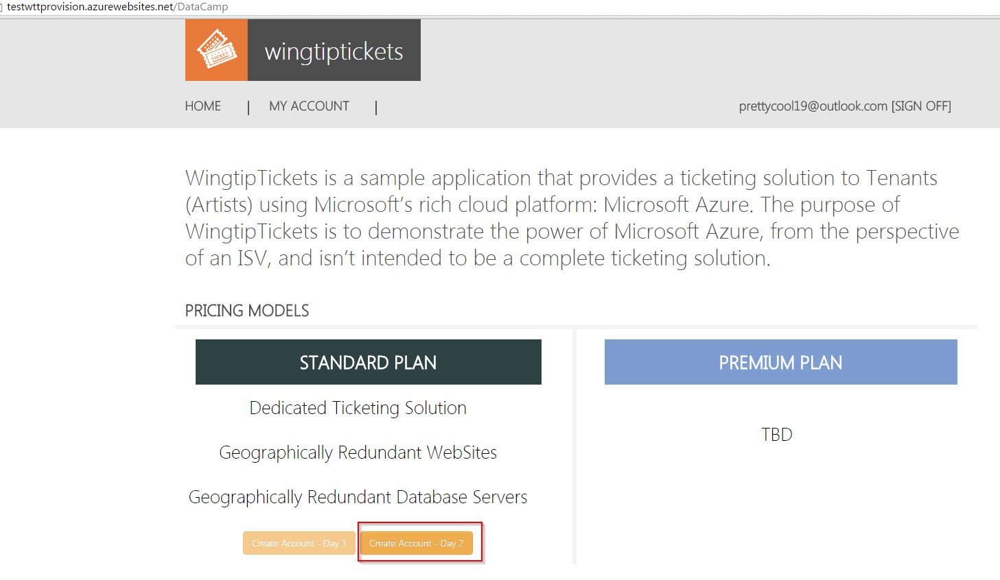 testwttprovision.azurewebsites.net/DataCamp
TICKET
TICKET
wingtiptickets
HOME | MY ACCOUNT | prettycool19@outlook.com [SIGN OFF]
WingtipTickets is a sample application that provides a ticketing solution to Tenants
(Artists) using Microsoft’s rich cloud platform: Microsoft Azure. The purpose of
WingtipTickets is to demonstrate the power of Microsoft Azure, from the perspective
of an ISV, and isn’t intended to be a complete ticketing solution.
PRICING MODELS
STANDARD PLAN
Dedicated Ticketing Solution
Geographically Redundant WebSites
Geographically Redundant Database Servers
Create Account - Day 1
Create Account - Day 2
PREMIUM PLAN
TBD